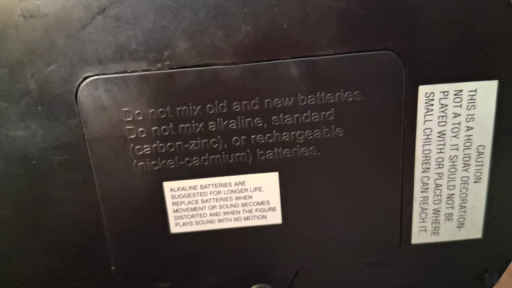 Do not mix old and new batteries.
Do not mix alkaline, standard
(carbon-zinc), or rechargeable
(nickel-cadmium) batteries.
ALKALINE BATTERIES ARE
SUGGESTED FOR LONGER LIFE.
REPLACE BATTERIES WHEN
MOVEMENT OR SOUND BECOMES
DISTORTED AND WHEN THE FIGURE
PLAYS SOUND WITH NO MOTION.
CAUTION
THIS IS A HOLIDAY DECORATION-
NOT A TOY. IT SHOULD NOT BE
PLAYED WITH OR PLACED WHERE
SMALL CHILDREN CAN REACH IT.